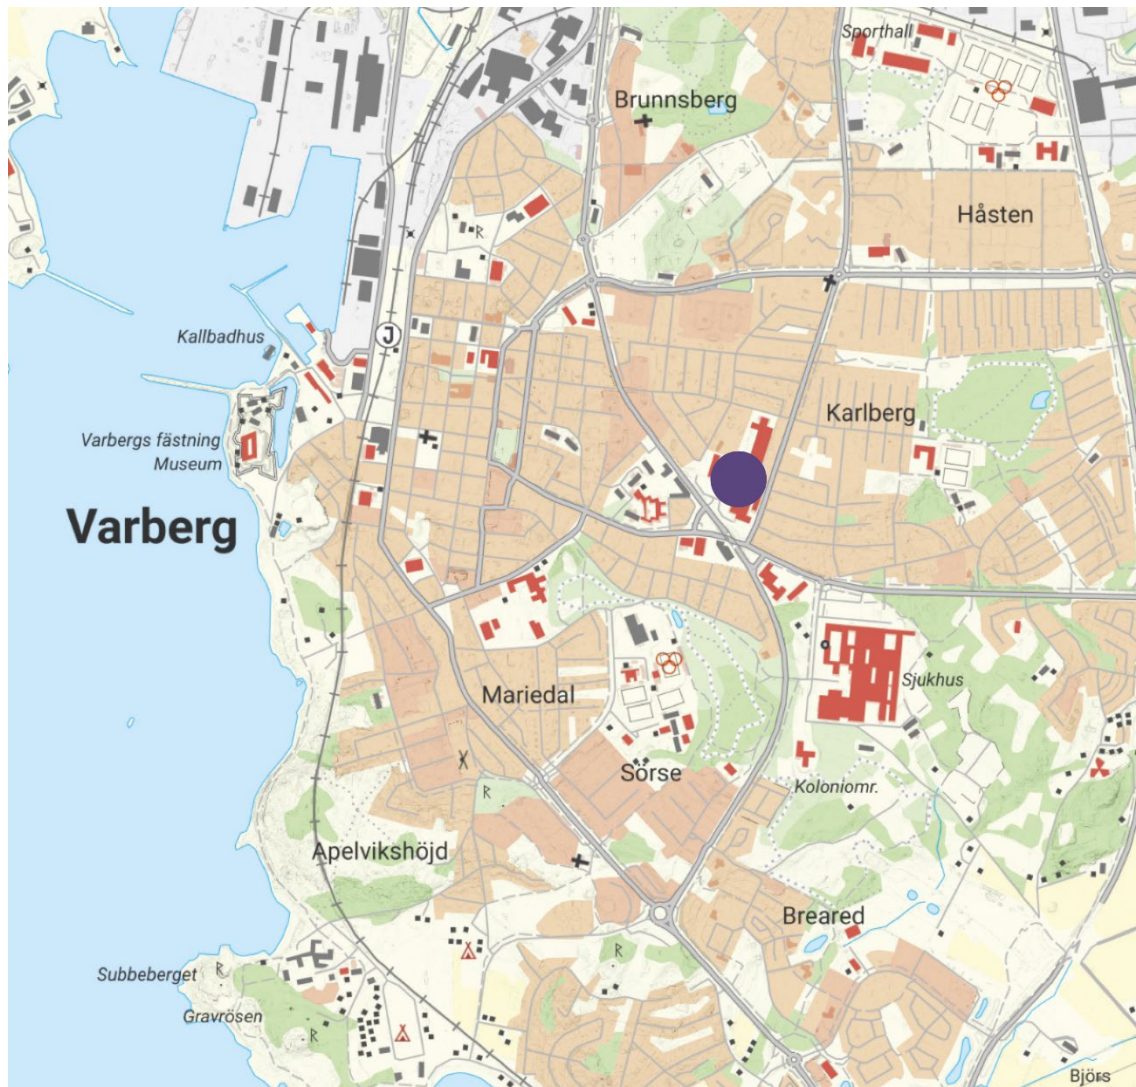 Sporthall
Brunnsberg
Håsten
Kallbadhus
J
Karlberg
Varbergs fästning
Museum
Varberg
Sjukhus
Mariedal
Sörse
Koloniomr.
Apelvikshöjd
Breared
Subbeberget
Gravrösen
Björs